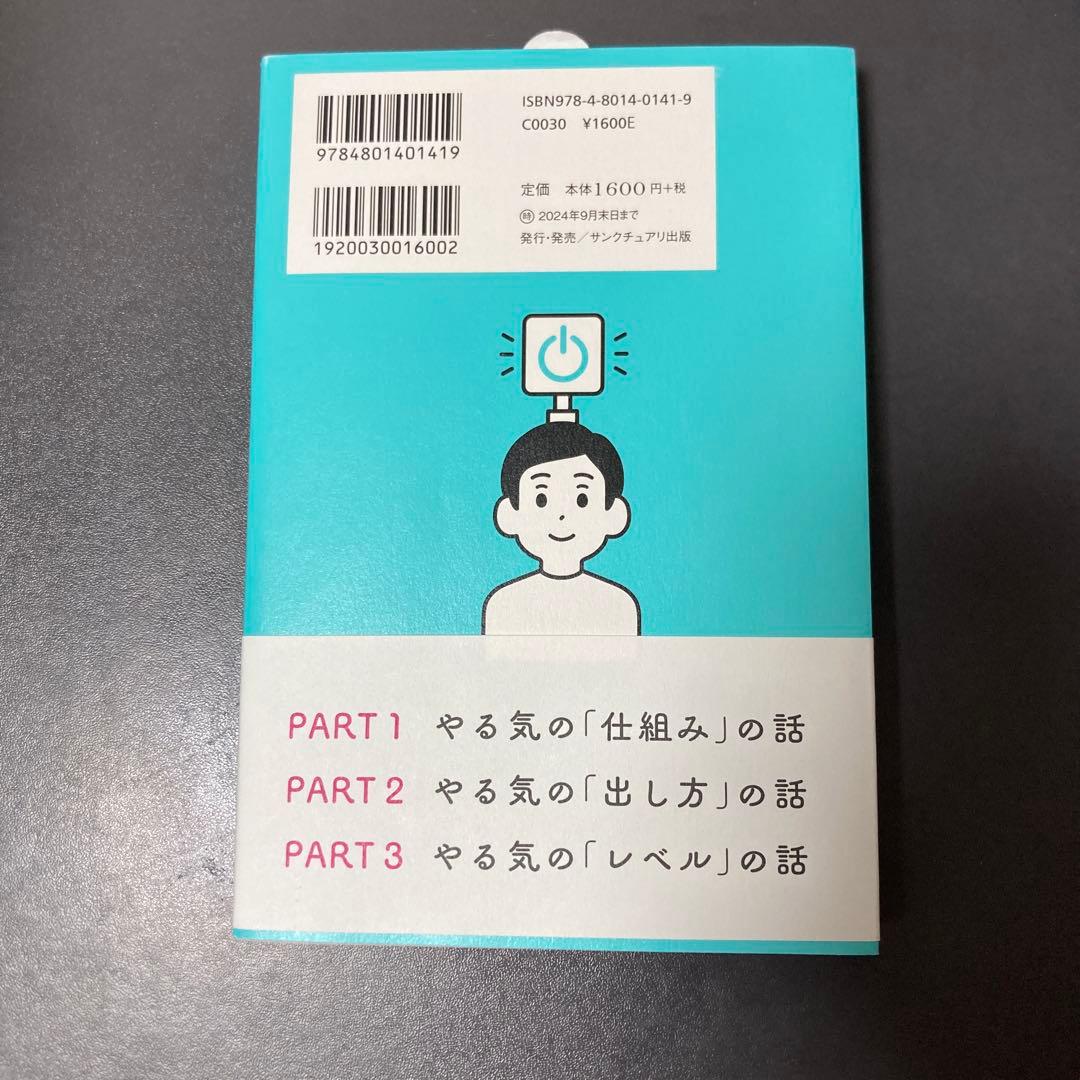 ISBN978-4-8014-0141-9
C0030 ¥1600E
9784801401419
定価 本体1600円+税
時 2024年9月末日まで
発行・発売/サンクチュアリ出版
1920030016002
PART 1 やる気の「仕組み」の話
PART 2 やる気の「出し方」の話
PART 3 やる気の「レベル」の話